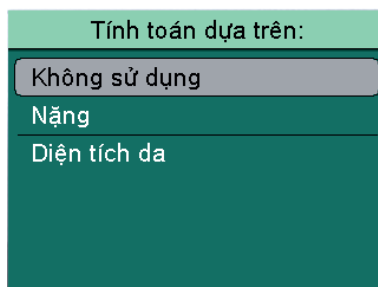 Tính toán dựa trên:
Không sử dụng
Nặng
Diện tích da